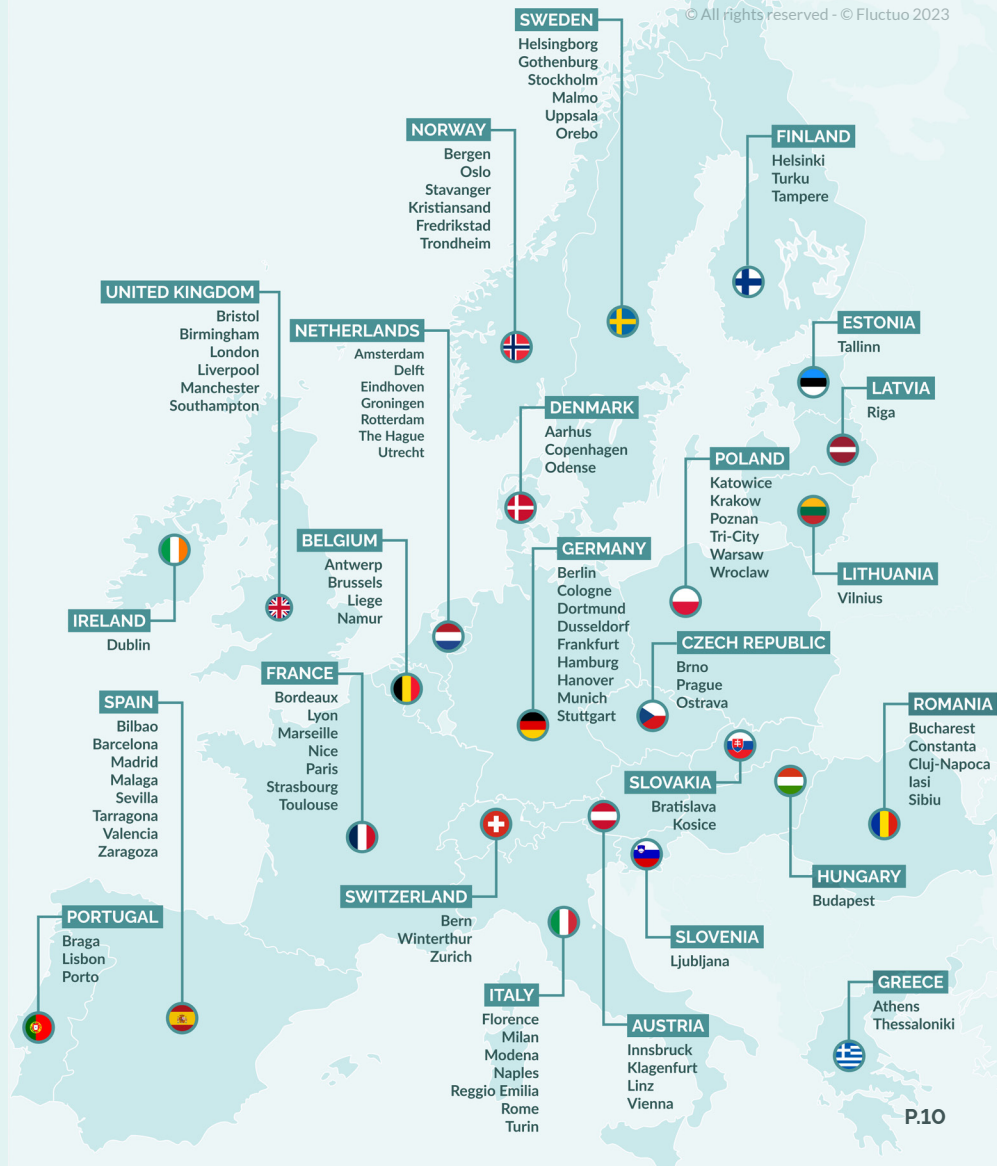 © All rights reserved - © Fluctuo 2023
SWEDEN
Helsingborg
Gothenburg
Stockholm
Malmo
Uppsala
Orebo
NORWAY
Bergen
Oslo
Stavanger
Kristiansand
Fredrikstad
Trondheim
FINLAND
Helsinki
Turku
Tampere
UNITED KINGDOM
Bristol
Birmingham
London
Liverpool
Manchester
Southampton
NETHERLANDS
Amsterdam
Delft
Eindhoven
Groningen
Rotterdam
The Hague
Utrecht
ESTONIA
Tallinn
LATVIA
Riga
DENMARK
Aarhus
Copenhagen
Odense
POLAND
Katowice
Krakow
Poznan
Tri-City
Warsaw
Wroclaw
BELGIUM
Antwerp
Brussels
Liege
Namur
GERMANY
Berlin
Cologne
Dortmund
Dusseldorf
Frankfurt
Hamburg
Hanover
Munich
Stuttgart
LITHUANIA
Vilnius
IRELAND
Dublin
CZECH REPUBLIC
Brno
Prague
Ostrava
FRANCE
Bordeaux
Lyon
Marseille
Nice
Paris
Strasbourg
Toulouse
SPAIN
Bilbao
Barcelona
Madrid
Malaga
Sevilla
Tarragona
Valencia
Zaragoza
ROMANIA
Bucharest
Constanta
Cluj-Napoca
Iasi
Sibiu
SLOVAKIA
Bratislava
Kosice
HUNGARY
Budapest
SWITZERLAND
Bern
Winterthur
Zurich
PORTUGAL
Braga
Lisbon
Porto
SLOVENIA
Ljubljana
GREECE
Athens
Thessaloniki
ITALY
Florence
Milan
Modena
Naples
Reggio Emilia
Rome
Turin
AUSTRIA
Innsbruck
Klagenfurt
Linz
Vienna
P.10